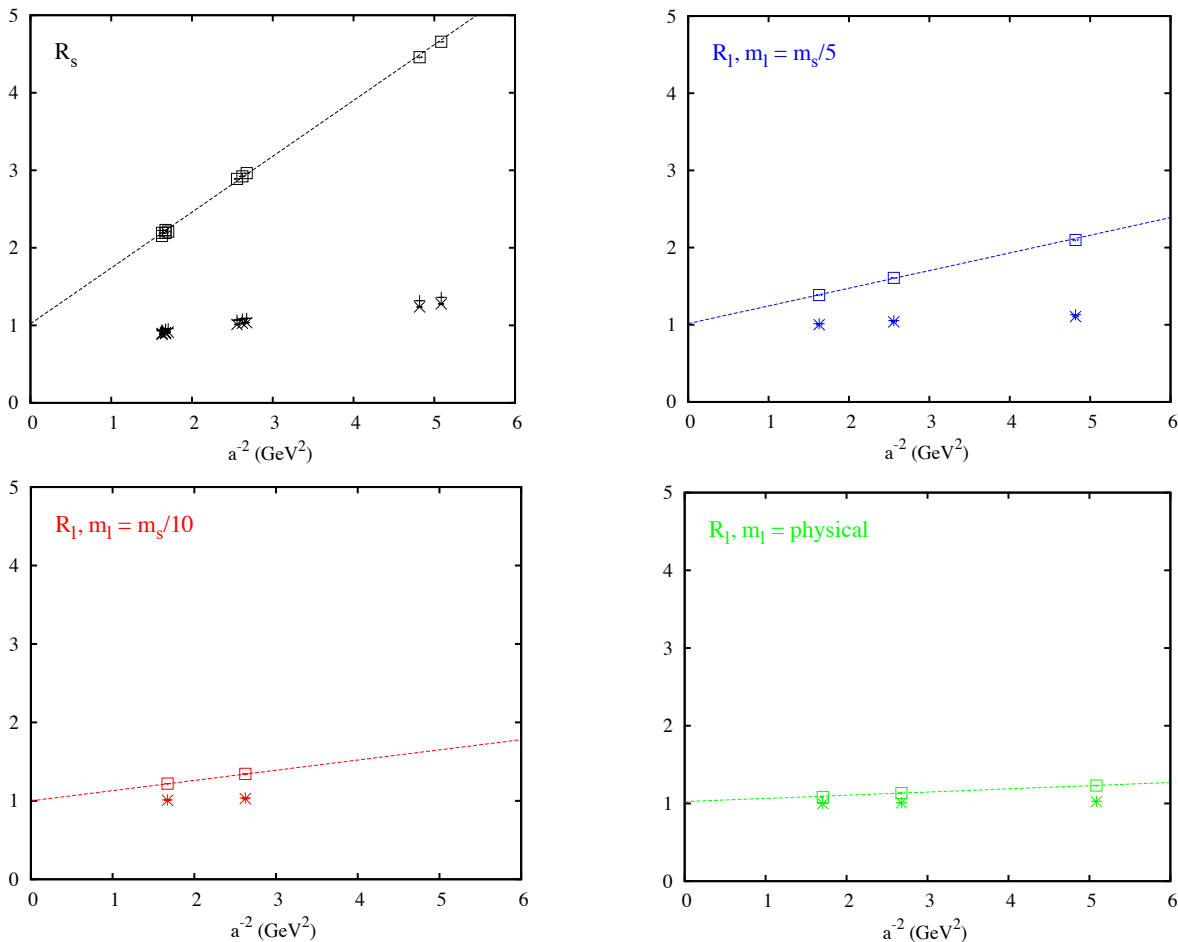 5
4
3
2
1
0
R_s
0 1 2 3 4 5 6
a^-2 (GeV^2)
5
4
3
2
1
0
R_l, m_l = m_s/5
0 1 2 3 4 5 6
a^-2 (GeV^2)
5
4
3
2
1
0
R_l, m_l = m_s/10
0 1 2 3 4 5 6
a^-2 (GeV^2)
5
4
3
2
1
0
R_l, m_l = physical
0 1 2 3 4 5 6
a^-2 (GeV^2)